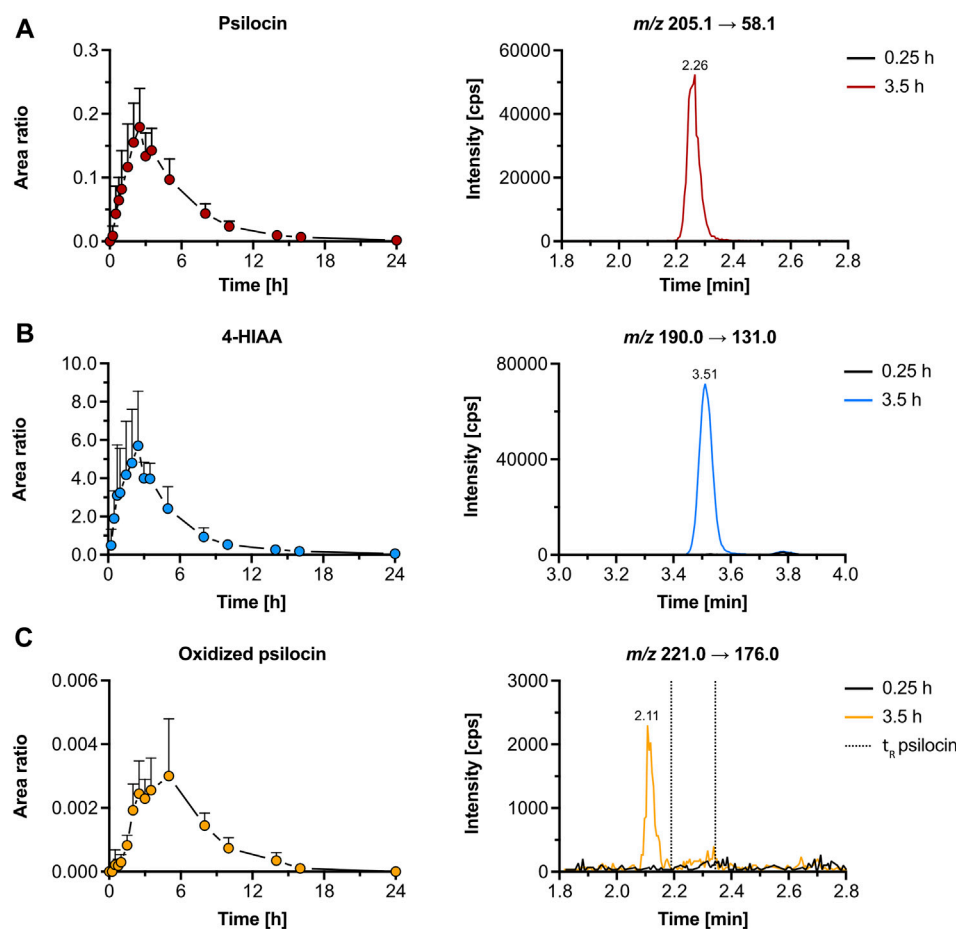 A
Psilocin
m/z 205.1 → 58.1
Area ratio
0.3
0.2
0.1
0.0
0 6 12 18 24
Time [h]
Intensity [cps]
60000
40000
20000
0
2.26
1.8 2.0 2.2 2.4 2.6 2.8
Time [min]
0.25 h
3.5 h
B
4-HIAA
m/z 190.0 → 131.0
Area ratio
10.0
8.0
6.0
4.0
2.0
0.0
0 6 12 18 24
Time [h]
Intensity [cps]
80000
40000
0
3.51
3.0 3.2 3.4 3.6 3.8 4.0
Time [min]
0.25 h
3.5 h
C
Oxidized psilocin
m/z 221.0 → 176.0
Area ratio
0.006
0.004
0.002
0.000
0 6 12 18 24
Time [h]
Intensity [cps]
3000
2000
1000
0
2.11
1.8 2.0 2.2 2.4 2.6 2.8
Time [min]
0.25 h
3.5 h
tR psilocin